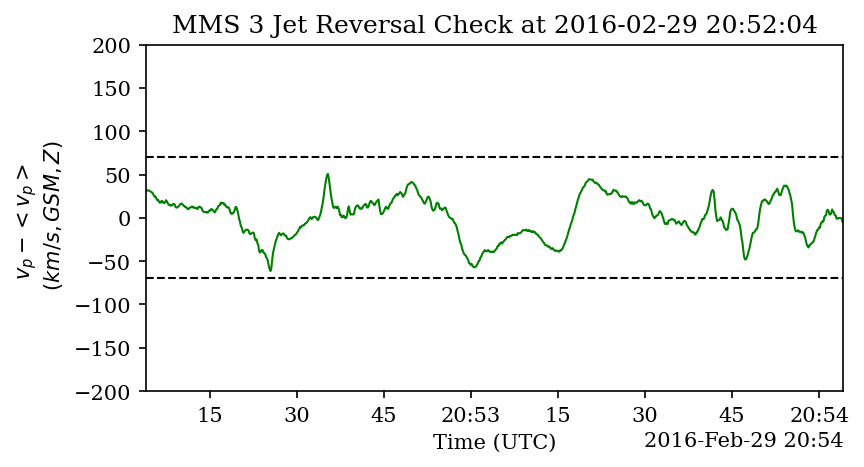 MMS 3 Jet Reversal Check at 2016-02-29 20:52:04
200
150
100
50
0
−50
−100
−150
−200
v_p − < v_p >
(km/s, GSM, Z)
15 30 45 20:53 15 30 45 20:54
Time (UTC)
2016-Feb-29 20:54